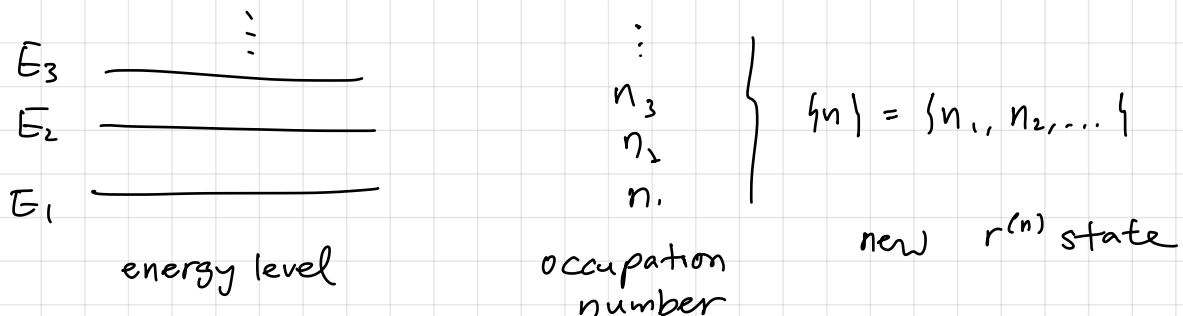 ⋮ ⋮
E₃ n₃
E₂ n₂ {n} = {n₁, n₂, ... }
E₁ n₁
new r⁽ⁿ⁾ state
energy level occupation
number